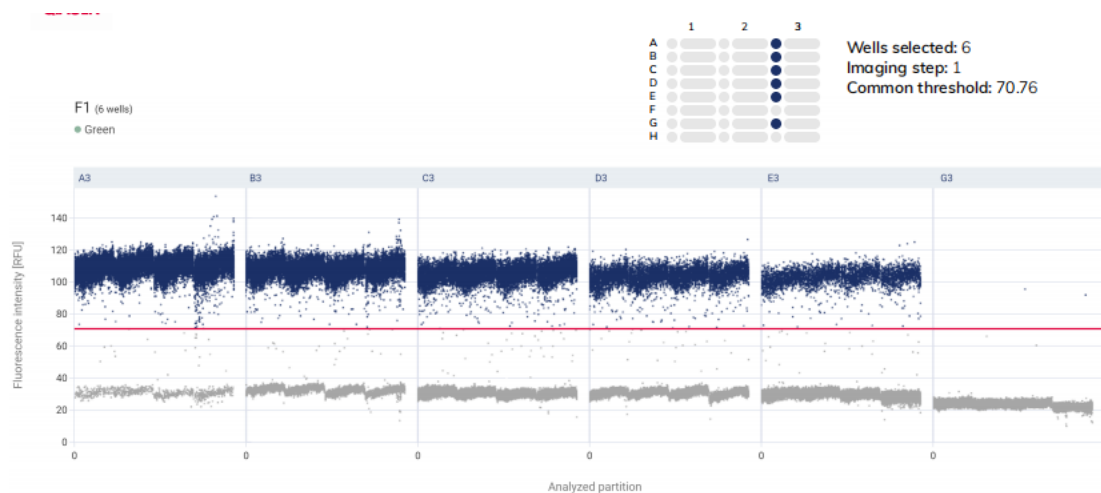 1 2 3
A
B
C
D
E
F
G
H
Wells selected: 6
Imaging step: 1
Common threshold: 70.76
F1 (6 wells)
Green
A3 B3 C3 D3 E3 G3
Fluorescence intensity [RFU]
140
120
100
80
60
40
20
0
0 0 0 0 0 0
Analyzed partition